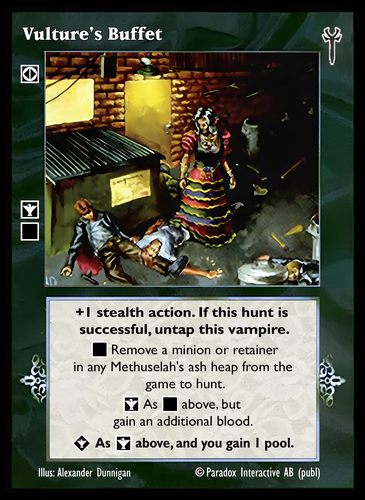 Vulture's Buffet
+1 stealth action. If this hunt is
successful, untap this vampire.
Remove a minion or retainer
in any Methuselah's ash heap from the
game to hunt.
As above, but
gain an additional blood.
As above, and you gain 1 pool.
Illus: Alexander Dunnigan © Paradox Interactive AB (publ)